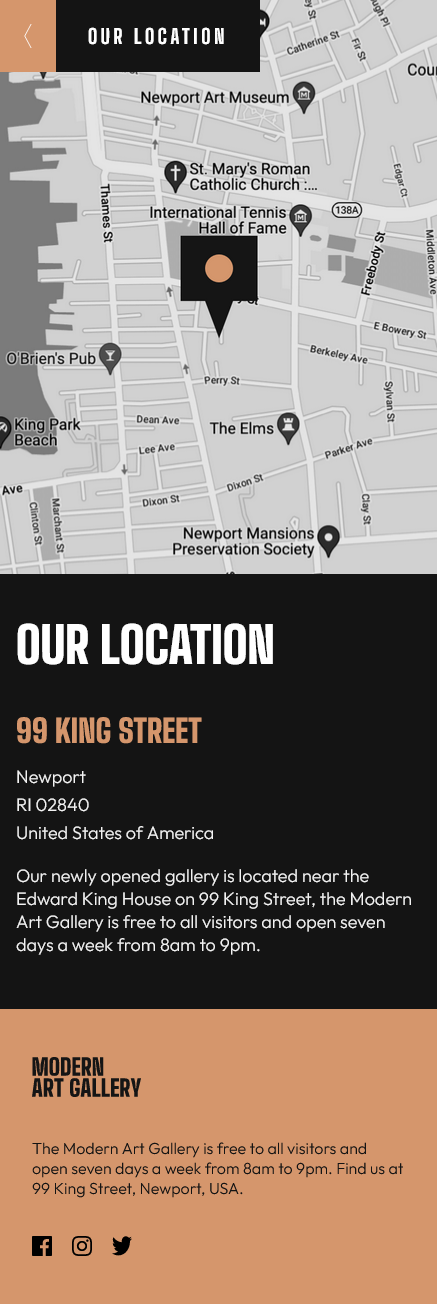 OUR LOCATION
Catherine St
Fir St
Newport Art Museum
St. Mary's Roman
Catholic Church :...
Edgar Ct
138A
International Tennis
Hall of Fame
Thames St
Freebody St
Middleton Ave
E Bowery St
Berkeley Ave
O'Brien's Pub
Perry St
Sylvan St
Dean Ave
King Park
Beach
The Elms
Lee Ave
Parker Ave
Ave
Dixon St
Dixon St
Clinton St
Marchant St
Clay St
Newport Mansions
Preservation Society
OUR LOCATION
99 KING STREET
Newport
RI 02840
United States of America
Our newly opened gallery is located near the
Edward King House on 99 King Street, the Modern
Art Gallery is free to all visitors and open seven
days a week from 8am to 9pm.
MODERN
ART GALLERY
The Modern Art Gallery is free to all visitors and
open seven days a week from 8am to 9pm. Find us at
99 King Street, Newport, USA.